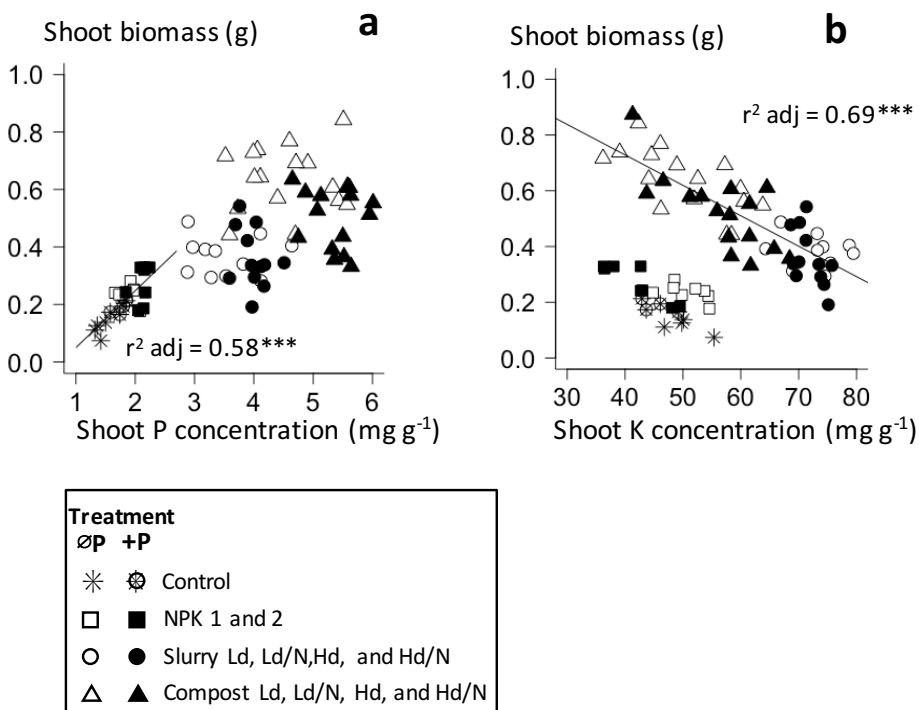 Shoot biomass (g)
a
1.0
0.8
0.6
0.4
0.2
0.0
r² adj = 0.58***
1 2 3 4 5 6
Shoot P concentration (mg g⁻¹)
Shoot biomass (g)
b
1.0
0.8
0.6
0.4
0.2
0.0
r² adj = 0.69***
30 40 50 60 70 80
Shoot K concentration (mg g⁻¹)
Treatment
⌀P +P
Control
NPK 1 and 2
Slurry Ld, Ld/N,Hd, and Hd/N
Compost Ld, Ld/N, Hd, and Hd/N